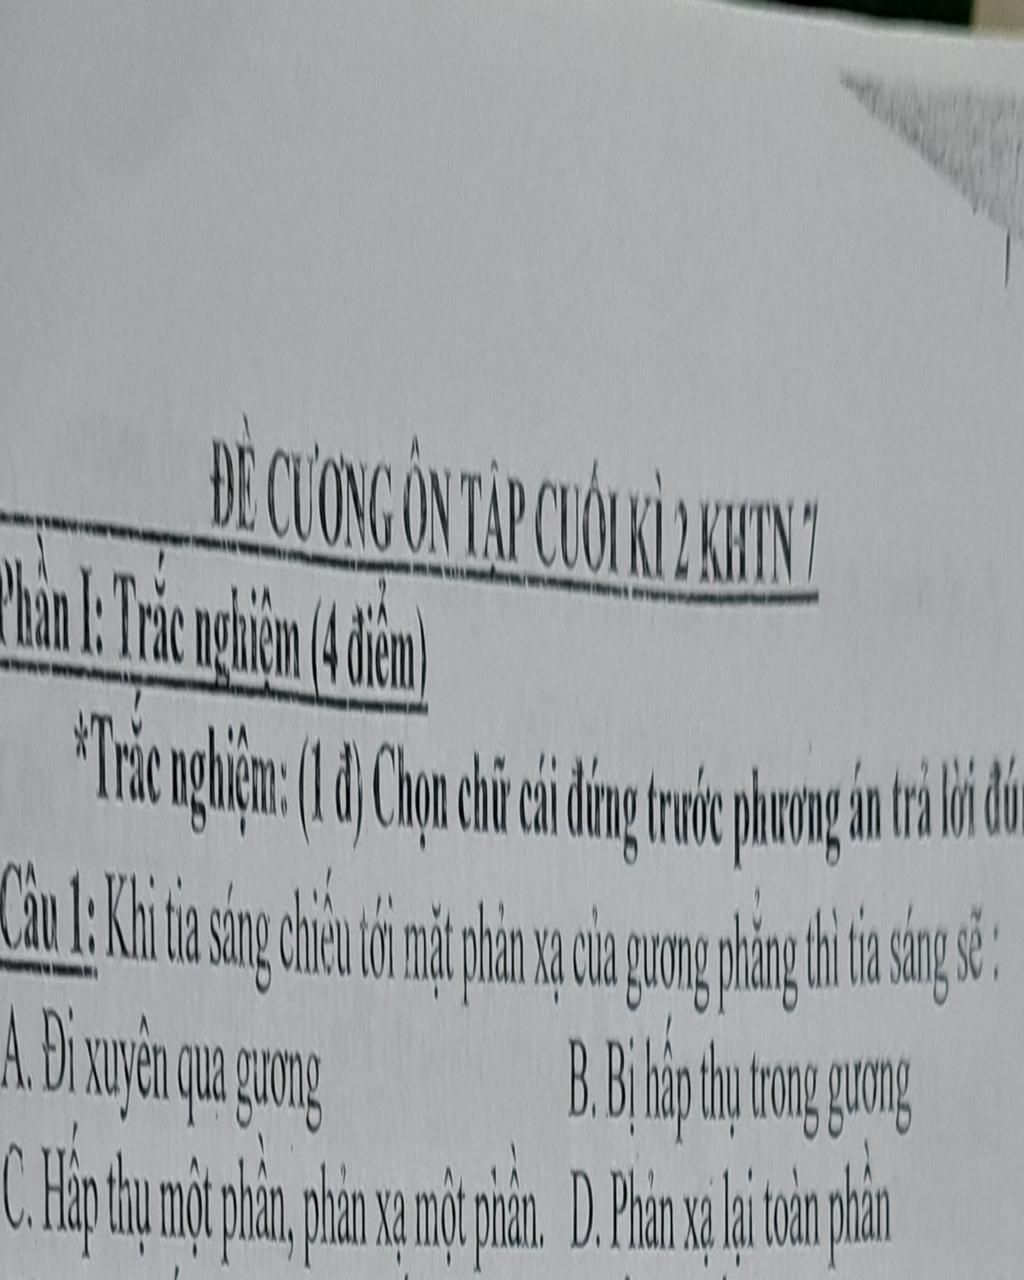 ĐỀ CƯƠNG ÔN TẬP CUỐI KÌ 2 KHTN 7
Phần I: Trắc nghiệm (4 điểm)
*Trắc nghiệm: (1 đ) Chọn chữ cái đứng trước phương án trả lời
Câu 1: Khi tia sáng chiếu tới mặt phản xạ của gương phẳng thì tia sáng sẽ :
A. Đi xuyên qua gương B. Bị hấp thụ trong gương
C. Hấp thụ một phần, phản xạ một phần. D. Phản xạ lại toàn phần